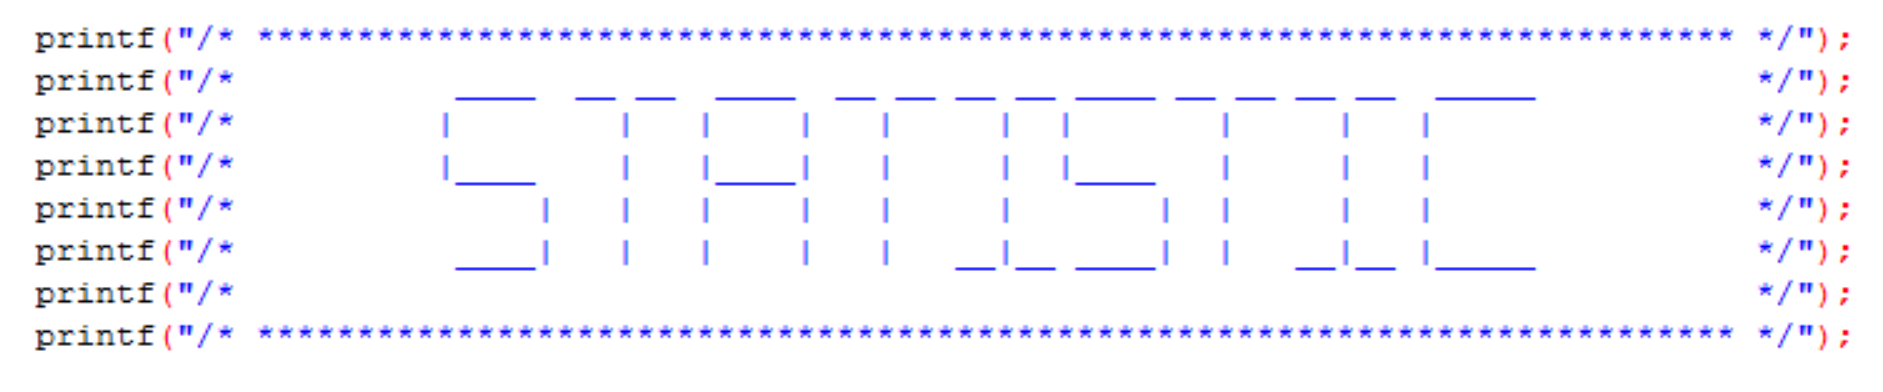 printf("/* ************************************************************************** */");
printf("/*           ____  __ __  ____  __ __ __ __ ____ __ __ __ __  _____           */");
printf("/*          |        |   |    |   |     |  |       |     |   |                */");
printf("/*          |____    |   |____|   |     |  |____   |     |   |                */");
printf("/*               |   |   |    |   |     |       |  |     |   |                */");
printf("/*           ____|   |   |    |   |   __|__ ____|  |   __|__ |_____           */");
printf("/*                                                                            */");
printf("/* ************************************************************************** */");